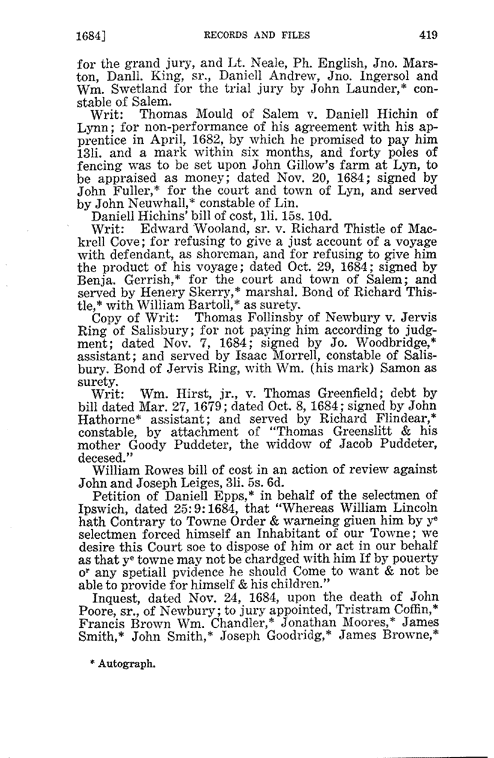 1684] RECORDS AND FILES 419
for the grand jury, and Lt. Neale, Ph. English, Jno. Mars-
ton, Danll. King, sr., Daniell Andrew, Jno. Ingersol and
Wm. Swetland for the trial jury by John Launder,* con-
stable of Salem.
Writ: Thomas Mould of Salem v. Daniell Hichin of
Lynn; for non-performance of his agreement with his ap-
prentice in April, 1682, by which he promised to pay him
13li. and a mark within six months, and forty poles of
fencing was to be set upon John Gillow's farm at Lyn, to
be appraised as money; dated Nov. 20, 1684; signed by
John Fuller,* for the court and town of Lyn, and served
by John Neuwhall,* constable of Lin.
Daniell Hichins' bill of cost, 1li. 15s. 10d.
Writ: Edward Wooland, sr. v. Richard Thistle of Mac-
krell Cove; for refusing to give a just account of a voyage
with defendant, as shoreman, and for refusing to give him
the product of his voyage; dated Oct. 29, 1684; signed by
Benja. Gerrish,* for the court and town of Salem; and
served by Henery Skerry,* marshal. Bond of Richard This-
tle,* with William Bartoll,* as surety.
Copy of Writ: Thomas Follinsby of Newbury v. Jervis
Ring of Salisbury; for not paying him according to judg-
ment; dated Nov. 7, 1684; signed by Jo. Woodbridge,*
assistant; and served by Isaac Morrell, constable of Salis-
bury. Bond of Jervis Ring, with Wm. (his mark) Samon as
surety.
Writ: Wm. Hirst, jr., v. Thomas Greenfield; debt by
bill dated Mar. 27, 1679; dated Oct. 8, 1684; signed by John
Hathorne* assistant; and served by Richard Flindear,*
constable, by attachment of "Thomas Greenslitt & his
mother Goody Puddeter, the widdow of Jacob Puddeter,
decesed."
William Rowes bill of cost in an action of review against
John and Joseph Leiges, 3li. 5s. 6d.
Petition of Daniell Epps,* in behalf of the selectmen of
Ipswich, dated 25:9:1684, that "Whereas William Lincoln
hath Contrary to Towne Order & warneing giuen him by yᵉ
selectmen forced himself an Inhabitant of our Towne; we
desire this Court soe to dispose of him or act in our behalf
as that yᵉ towne may not be chardged with him If by pouerty
oʳ any spetiall pvidence he should Come to want & not be
able to provide for himself & his children."
Inquest, dated Nov. 24, 1684, upon the death of John
Poore, sr., of Newbury; to jury appointed, Tristram Coffin,*
Francis Brown Wm. Chandler,* Jonathan Moores,* James
Smith,* John Smith,* Joseph Goodridg,* James Browne,*
* Autograph.